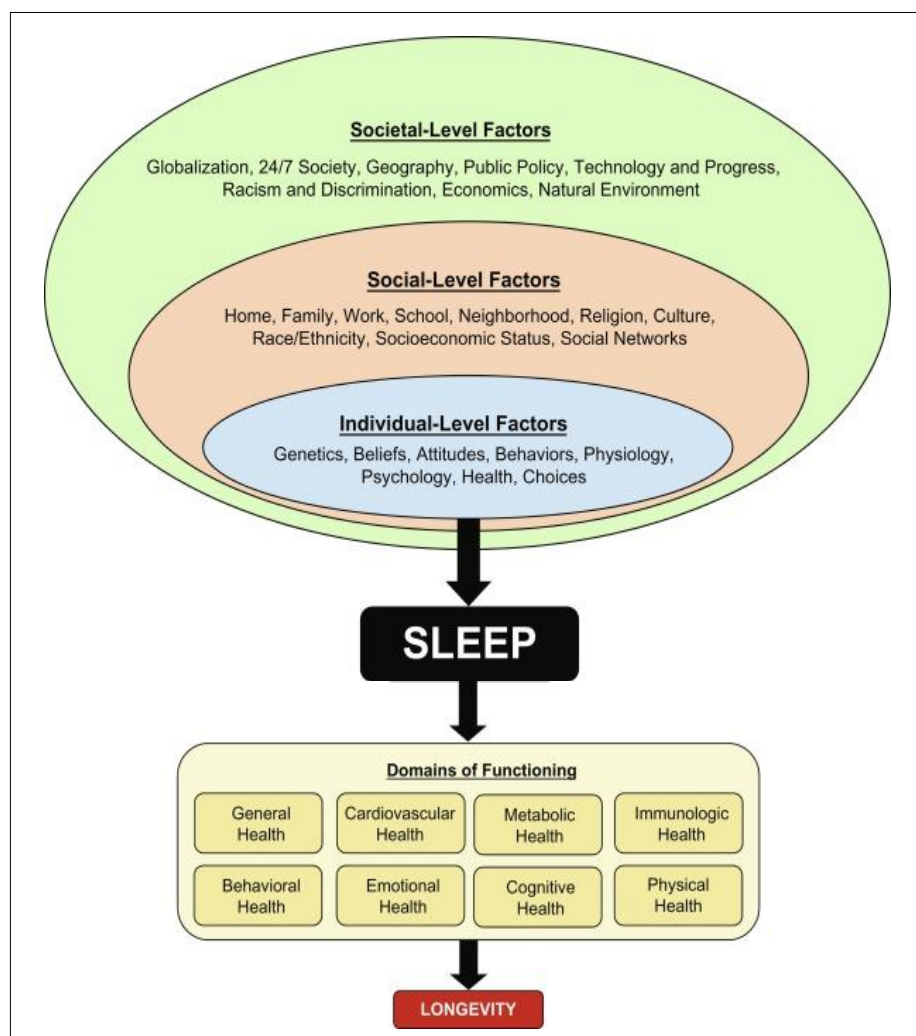 Societal-Level Factors
Globalization, 24/7 Society, Geography, Public Policy, Technology and Progress,
Racism and Discrimination, Economics, Natural Environment
Social-Level Factors
Home, Family, Work, School, Neighborhood, Religion, Culture,
Race/Ethnicity, Socioeconomic Status, Social Networks
Individual-Level Factors
Genetics, Beliefs, Attitudes, Behaviors, Physiology,
Psychology, Health, Choices
SLEEP
Domains of Functioning
General
Health
Cardiovascular
Health
Metabolic
Health
Immunologic
Health
Behavioral
Health
Emotional
Health
Cognitive
Health
Physical
Health
LONGEVITY